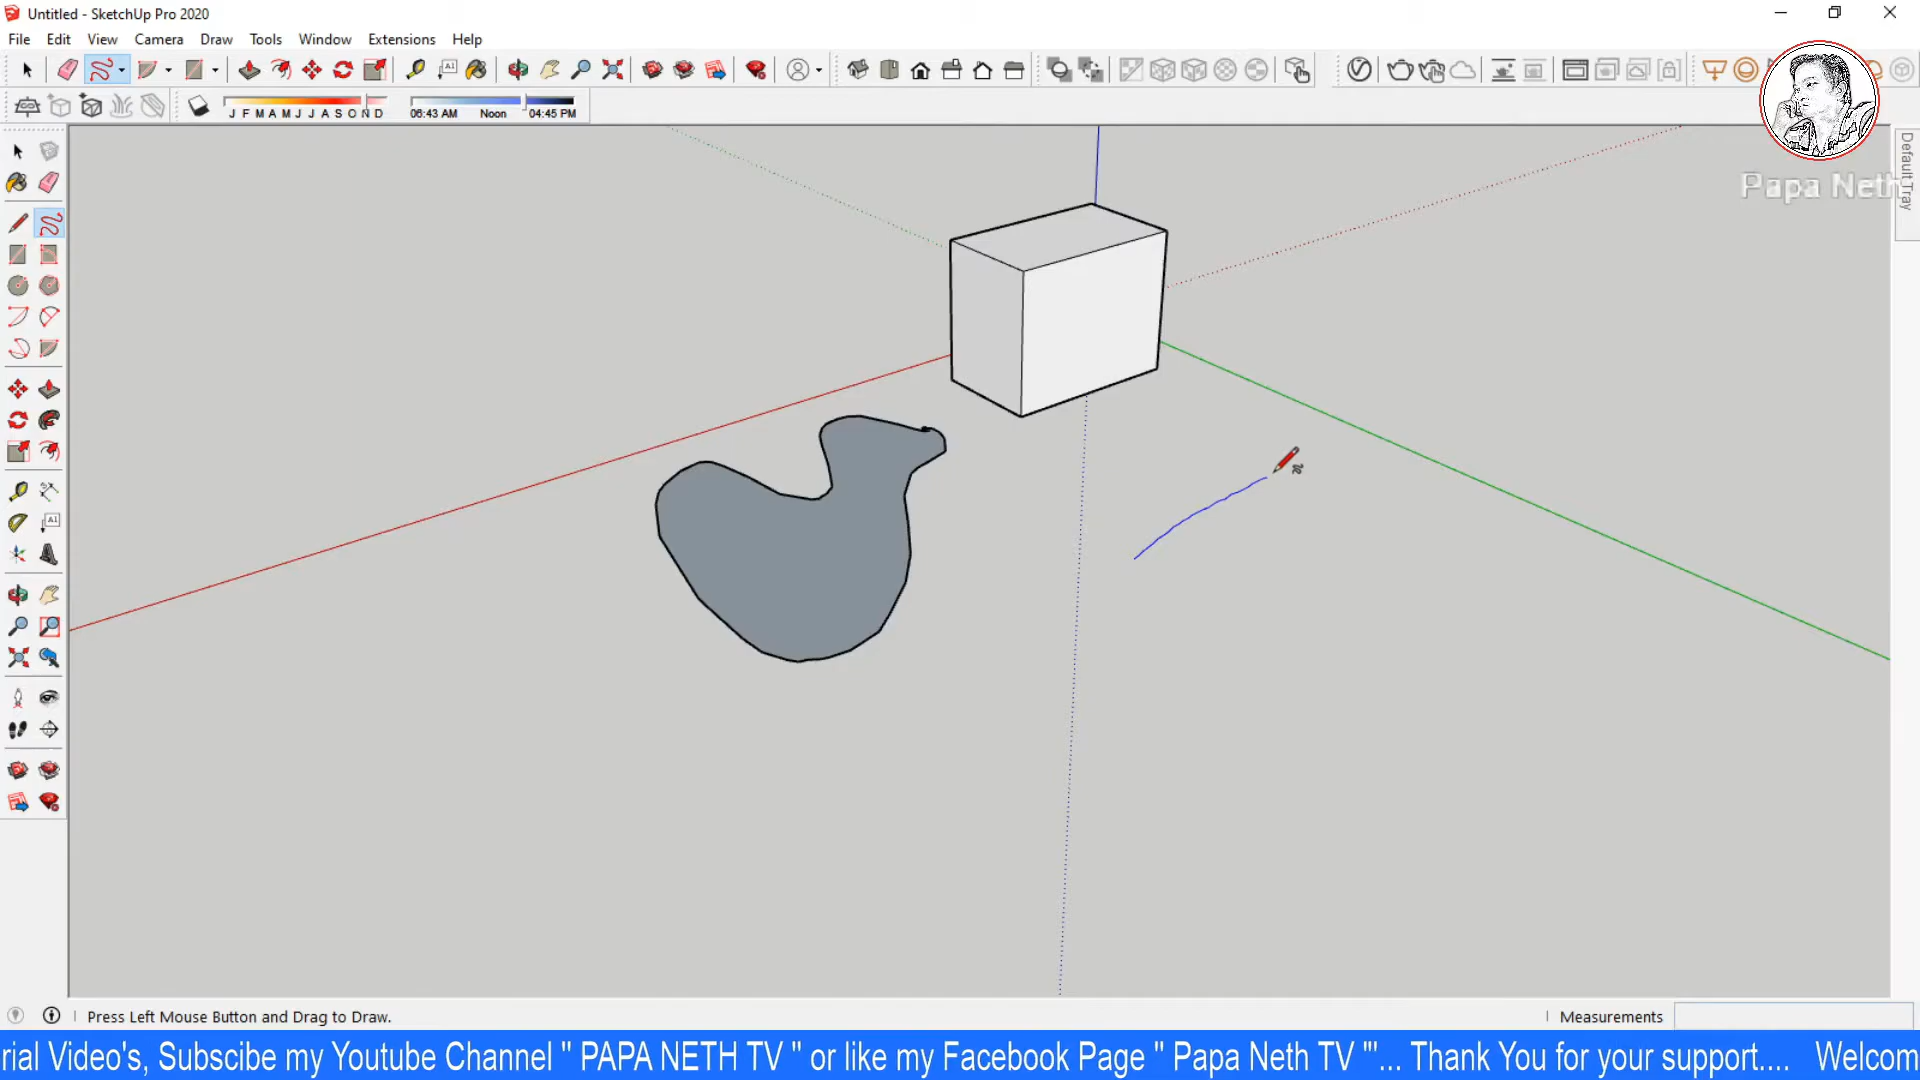 Untitled - SketchUp Pro 2020
File Edit View Camera Draw Tools Window Extensions Help
J F M A M J J A S O N D
06:43 AM Noon 04:45 PM
Default Tray
Papa Neth
Press Left Mouse Button and Drag to Draw.
Measurements
rial Video's, Subscibe my Youtube Channel " PAPA NETH TV " or like my Facebook Page " Papa Neth TV "'... Thank You for your support.... Welcom